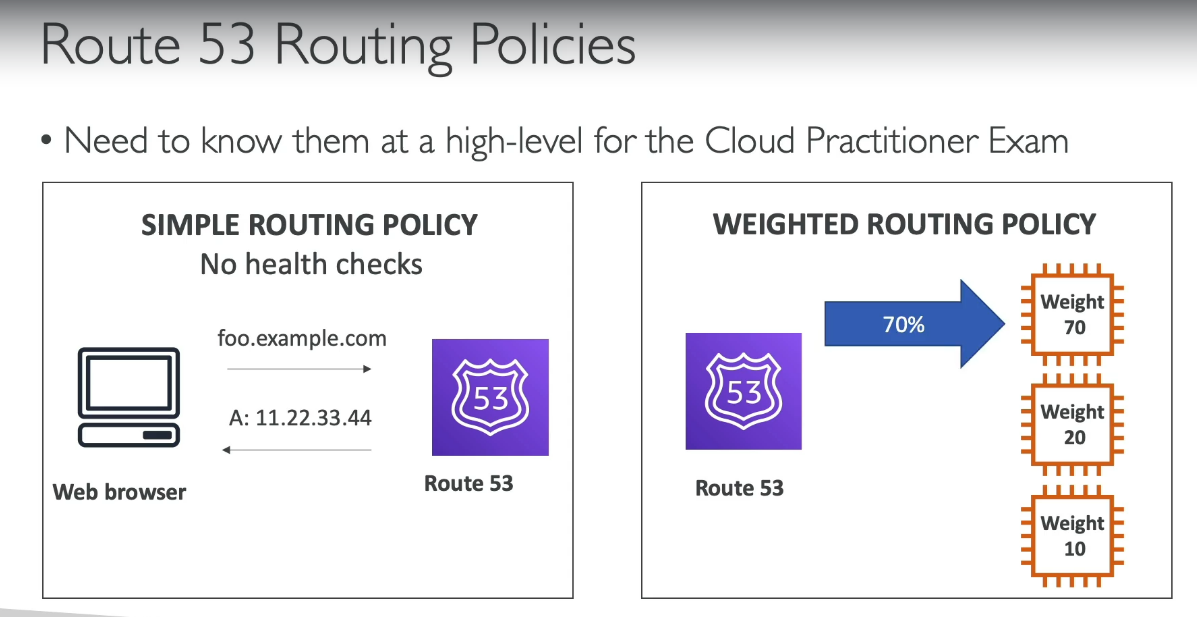 Route 53 Routing Policies
• Need to know them at a high-level for the Cloud Practitioner Exam
SIMPLE ROUTING POLICY
No health checks
foo.example.com
53
A: 11.22.33.44
Web browser
Route 53
WEIGHTED ROUTING POLICY
70%
53
Route 53
Weight
70
Weight
20
Weight
10